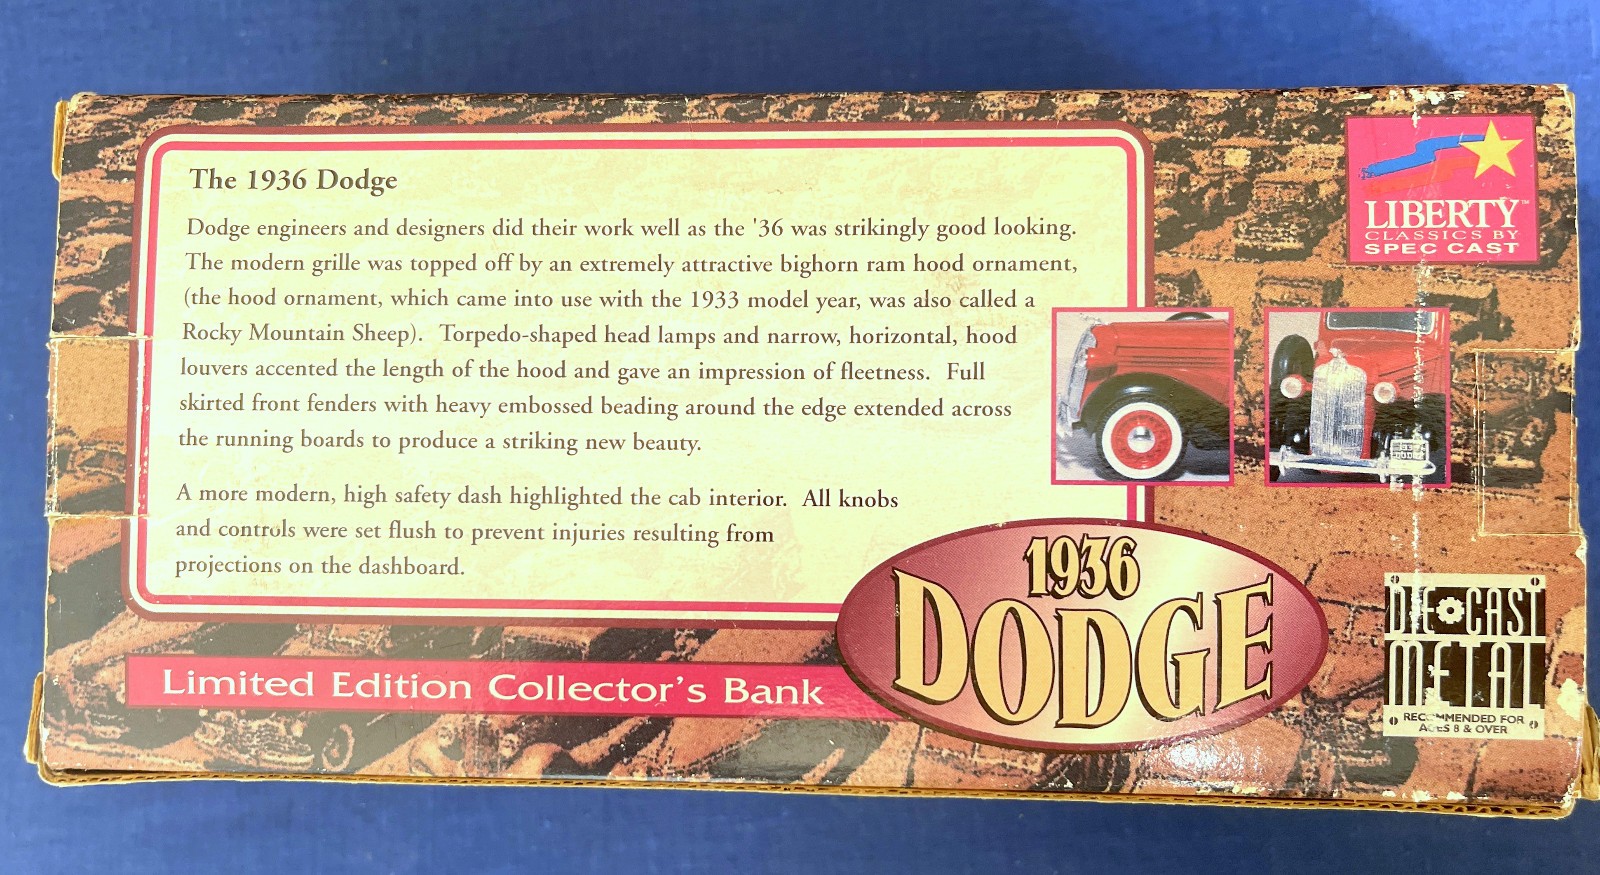 The 1936 Dodge
Dodge engineers and designers did their work well as the '36 was strikingly good looking.
The modern grille was topped off by an extremely attractive bighorn ram hood ornament,
(the hood ornament, which came into use with the 1933 model year, was also called a
Rocky Mountain Sheep).  Torpedo-shaped head lamps and narrow, horizontal, hood
louvers accented the length of the hood and gave an impression of fleetness.  Full
skirted front fenders with heavy embossed beading around the edge extended across
the running boards to produce a striking new beauty.
A more modern, high safety dash highlighted the cab interior.  All knobs
and controls were set flush to prevent injuries resulting from
projections on the dashboard.
Limited Edition Collector's Bank
1936
DODGE
LIBERTY™
CLASSICS BY
SPEC CAST
DIE CAST
METAL
RECOMMENDED FOR
AGES 8 & OVER